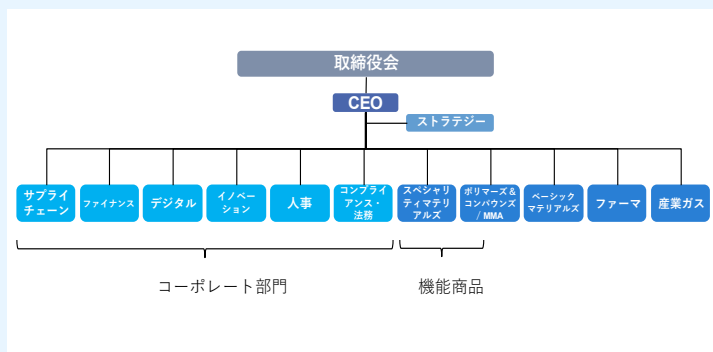 取締役会
CEO
ストラテジー
サプライ
チェーン
ファイナンス
デジタル
イノベー
ション
人事
コンプライ
アンス・
法務
スペシャリ
ティマテリ
アルズ
ポリマーズ＆
コンパウンズ
/ MMA
ベーシック
マテリアルズ
ファーマ
産業ガス
コーポレート部門
機能商品